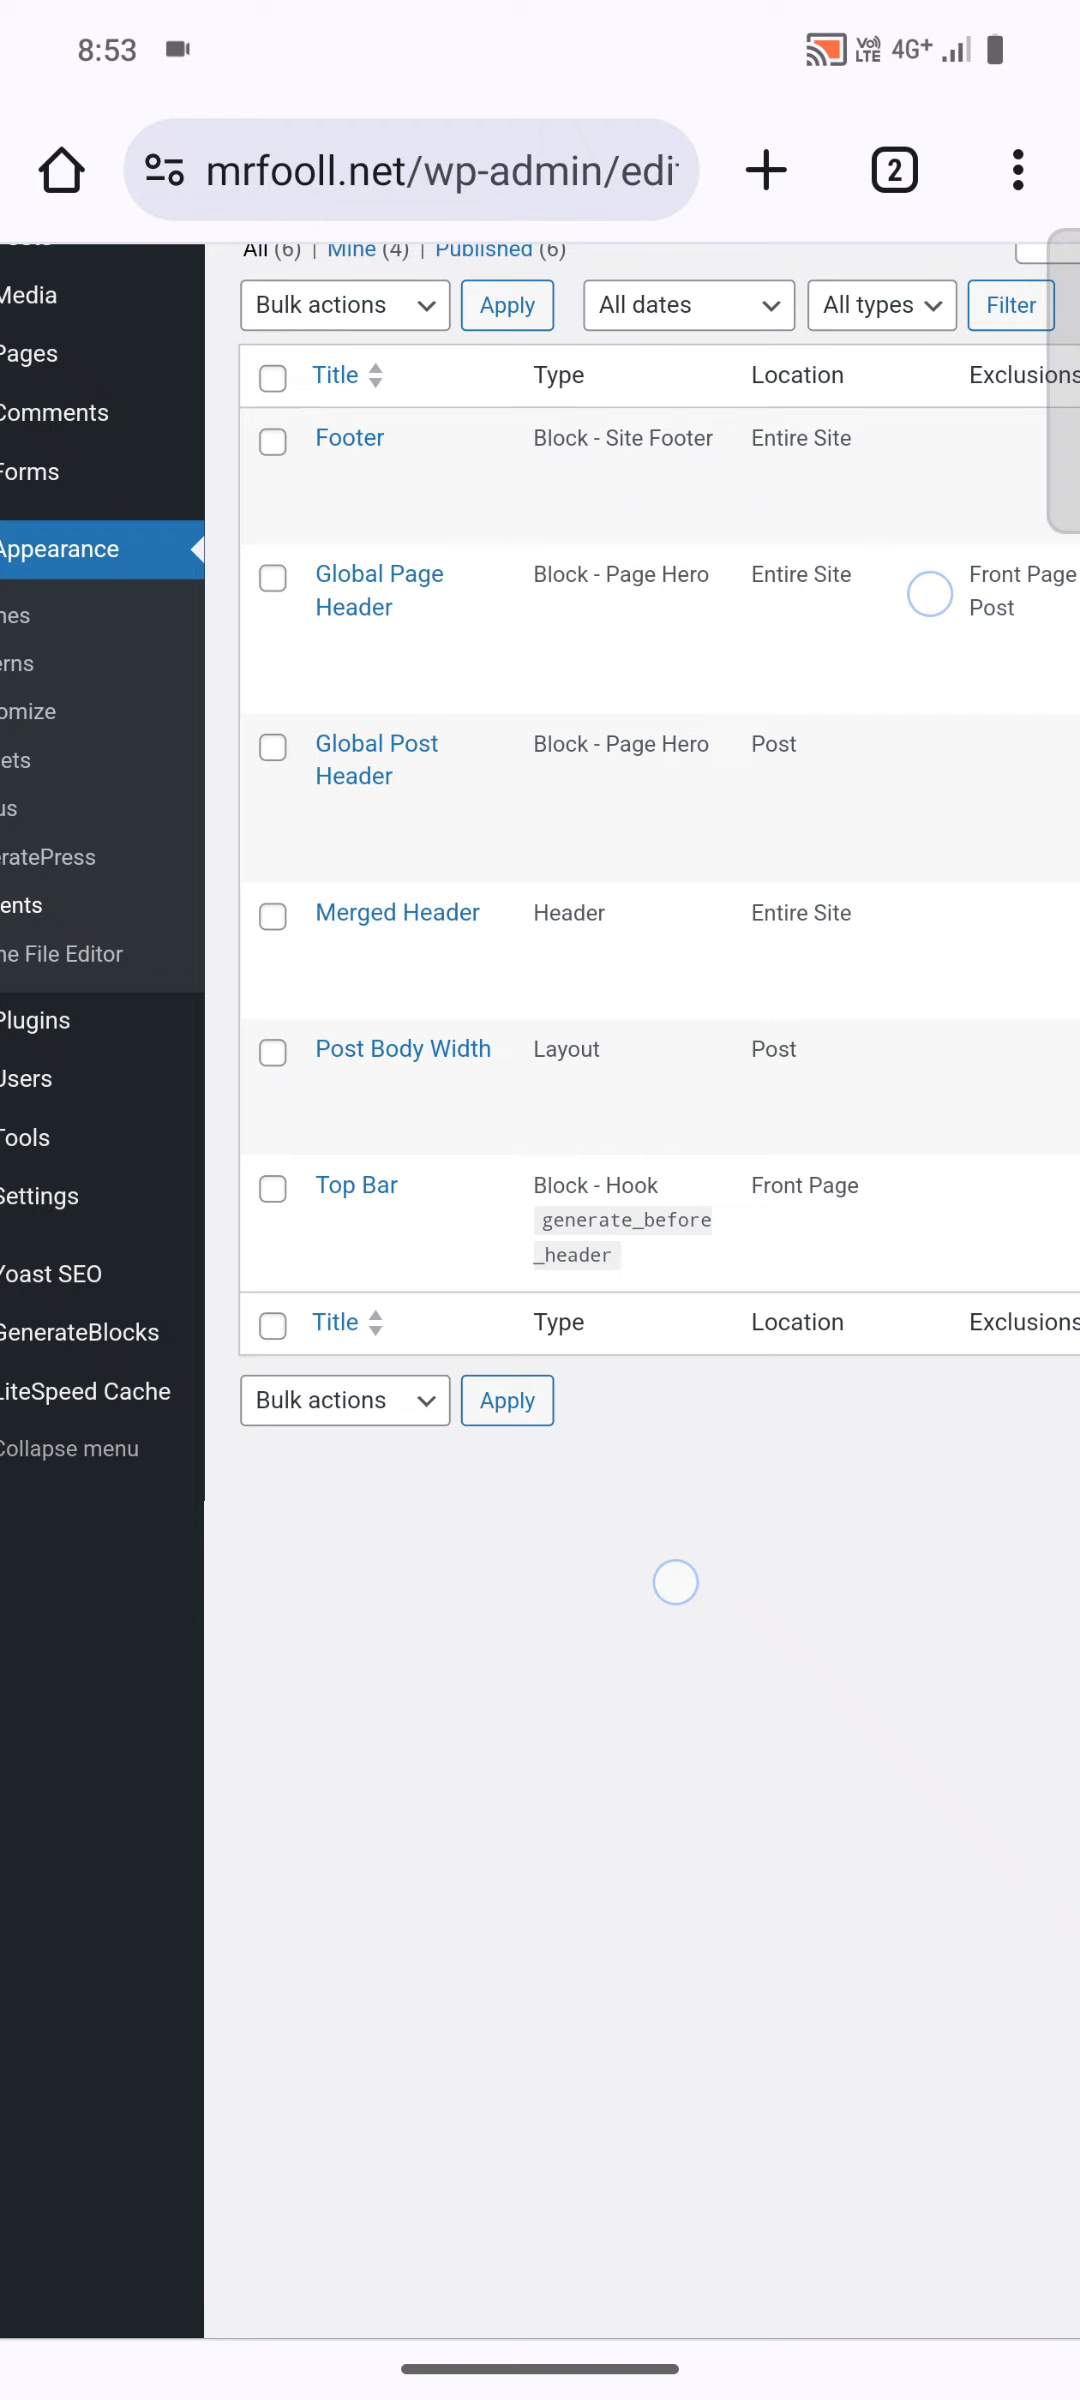 8:53
Vo) LTE 4G+
mrfooll.net/wp-admin/edi
2
All (6) | Mine (4) | Published (6)
Media
Bulk actions Apply All dates All types Filter
Pages
Title Type Location Exclusions
Comments
Footer Block - Site Footer Entire Site
Forms
Appearance
Global Page Header Block - Page Hero Entire Site Front Page
Post
nes
erns
omize
Global Post Header Block - Page Hero Post
ets
us
ratePress
ents
Merged Header Header Entire Site
ne File Editor
Plugins
Post Body Width Layout Post
Users
Tools
Settings
Top Bar Block - Hook Front Page
generate_before
_header
Yoast SEO
GenerateBlocks
Title Type Location Exclusions
LiteSpeed Cache
Bulk actions Apply
Collapse menu